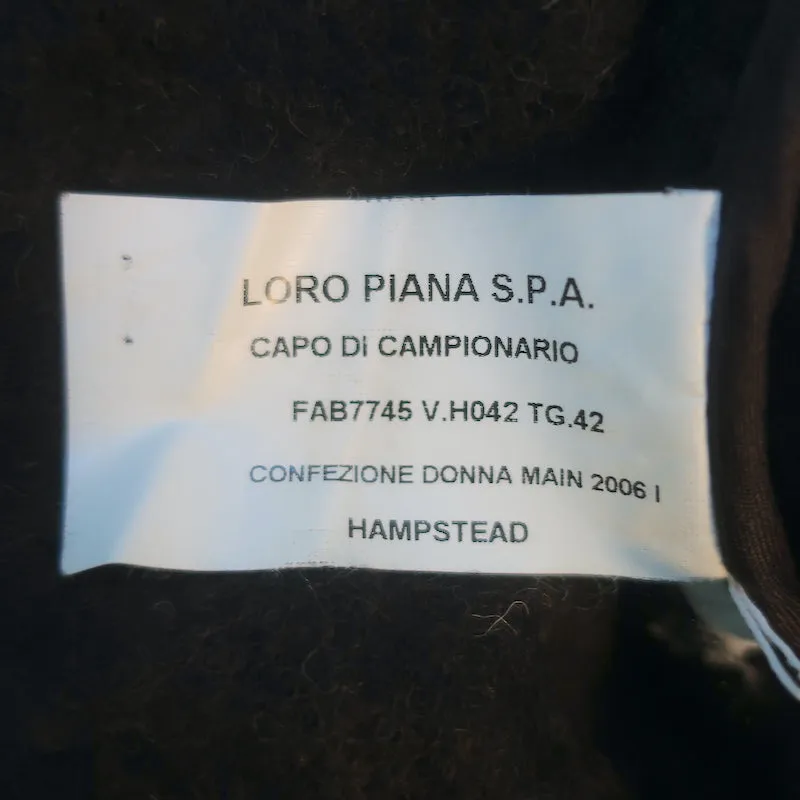 LORO PIANA S.P.A.
CAPO DI CAMPIONARIO
FAB7745 V.H042 TG.42
CONFEZIONE DONNA MAIN 2006 I
HAMPSTEAD